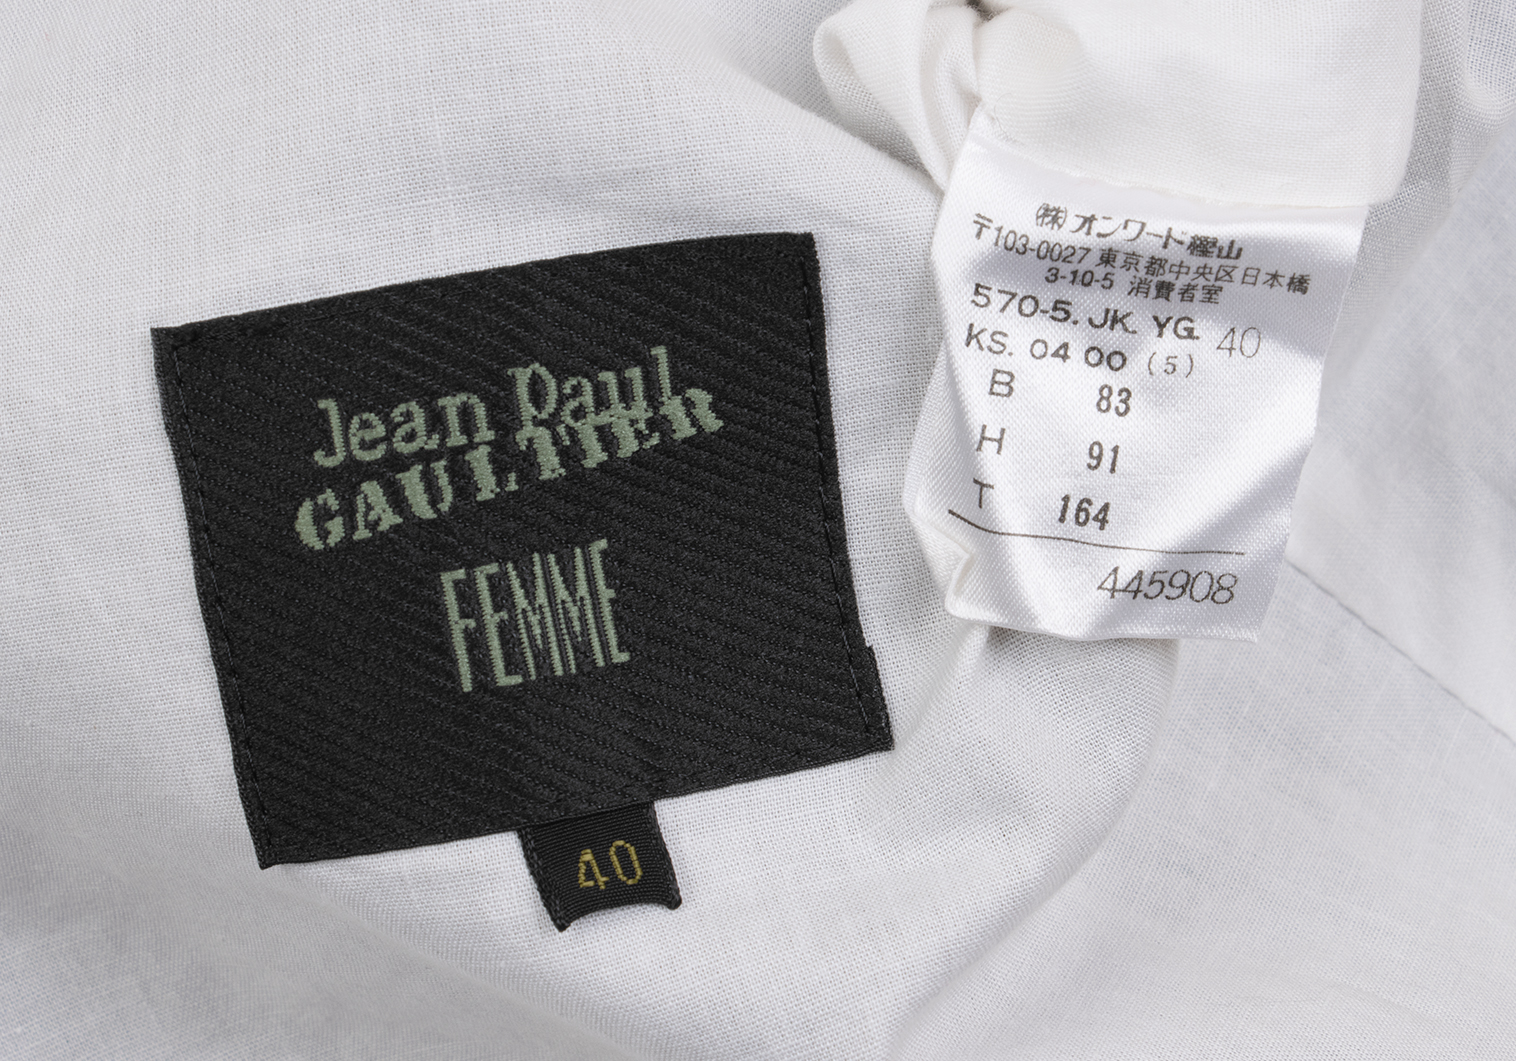 Jean Paul
GAULTIER
FEMME
40
㈱オンワード樫山
〒103-0027 東京都中央区日本橋
3-10-5 消費者室
570-5. JK. YG. 40
KS. 04 00 (5)
B 83
H 91
T 164
445908